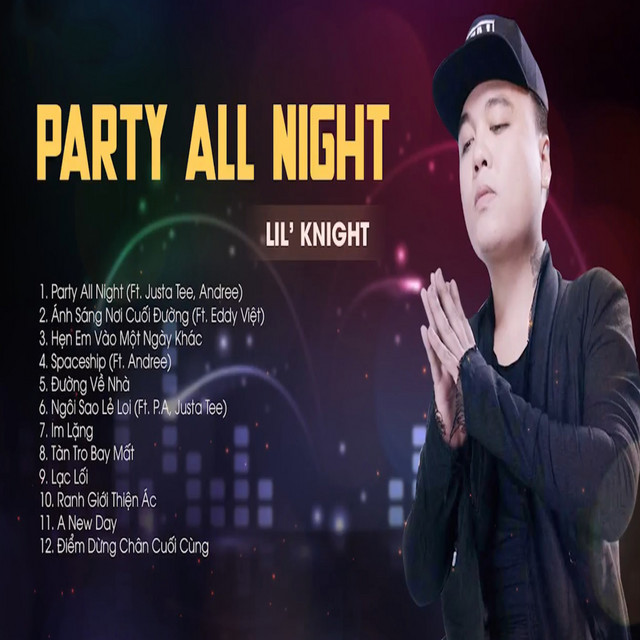 PARTY ALL NIGHT
LIL' KNIGHT
1. Party All Night (Ft. Justa Tee, Andree)
2. Ánh Sáng Nơi Cuối Đường (Ft. Eddy Việt)
3. Hẹn Em Vào Một Ngày Khác
4. Spaceship (Ft. Andree)
5. Đường Về Nhà
6. Ngôi Sao Lẻ Loi (Ft. P.A, Justa Tee)
7. Im Lặng
8. Tàn Tro Bay Mất
9. Lạc Lối
10. Ranh Giới Thiện Ác
11. A New Day
12. Điểm Dừng Chân Cuối Cùng